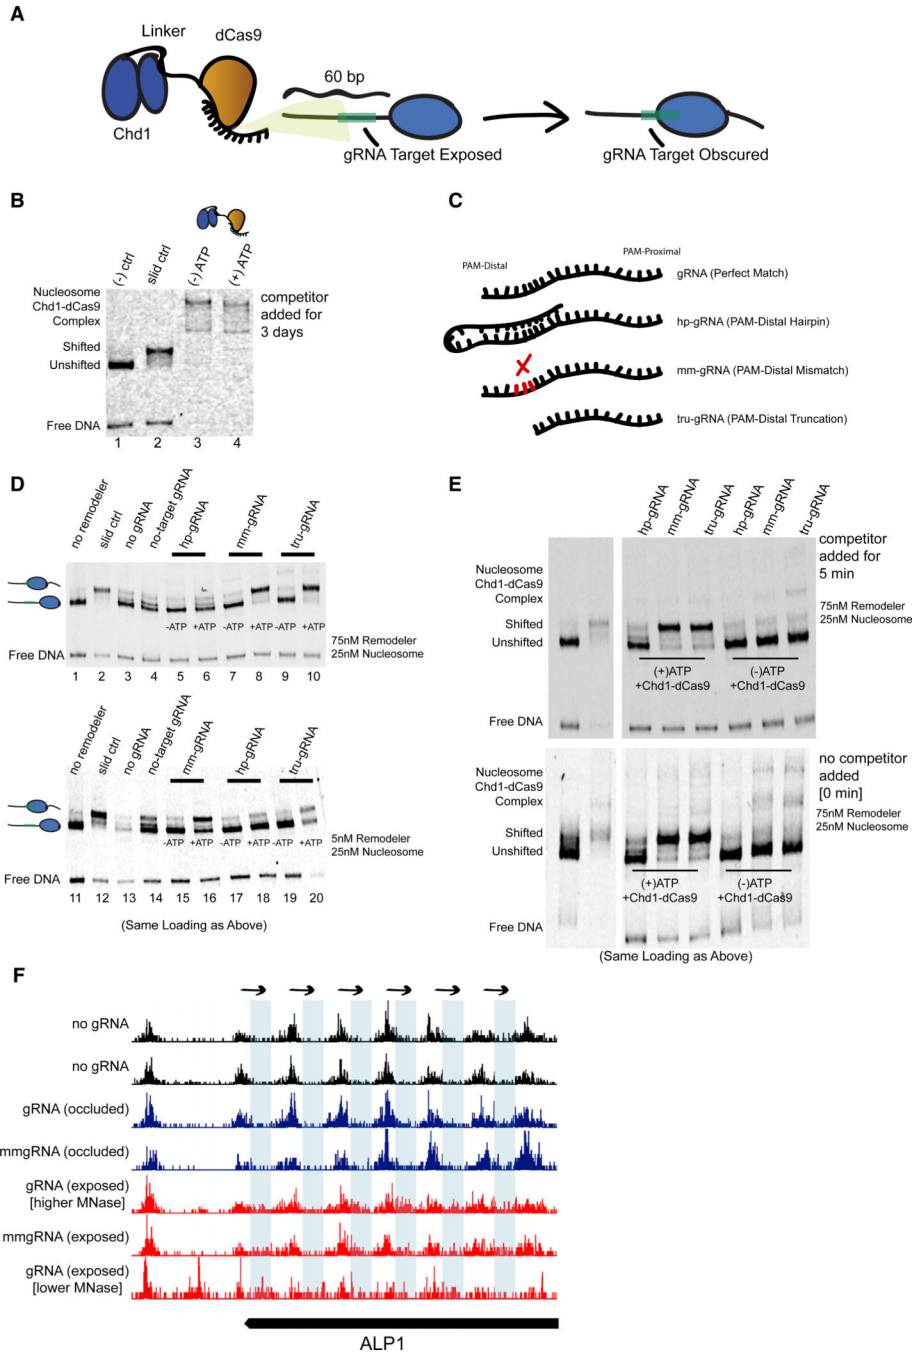 A
Linker
dCas9
60 bp
Chd1
gRNA Target Exposed
gRNA Target Obscured
B
(-) ctrl
slid ctrl
(-) ATP
(+) ATP
Nucleosome
Chd1-dCas9
Complex
Shifted
Unshifted
Free DNA
competitor
added for
3 days
1 2 3 4
C
PAM-Distal
PAM-Proximal
gRNA (Perfect Match)
hp-gRNA (PAM-Distal Hairpin)
mm-gRNA (PAM-Distal Mismatch)
tru-gRNA (PAM-Distal Truncation)
D
no remodeler
slid ctrl
no gRNA
no-target gRNA
hp-gRNA
mm-gRNA
tru-gRNA
-ATP +ATP -ATP +ATP -ATP +ATP
Free DNA
75nM Remodeler
25nM Nucleosome
1 2 3 4 5 6 7 8 9 10
no remodeler
slid ctrl
no gRNA
no-target gRNA
mm-gRNA
hp-gRNA
tru-gRNA
-ATP +ATP -ATP +ATP -ATP +ATP
5nM Remodeler
25nM Nucleosome
Free DNA
11 12 13 14 15 16 17 18 19 20
(Same Loading as Above)
E
hp-gRNA
mm-gRNA
tru-gRNA
hp-gRNA
mm-gRNA
tru-gRNA
competitor
added for
5 min
Nucleosome
Chd1-dCas9
Complex
75nM Remodeler
25nM Nucleosome
Shifted
Unshifted
(+)ATP
+Chd1-dCas9
(-)ATP
+Chd1-dCas9
Free DNA
Nucleosome
Chd1-dCas9
Complex
no competitor
added
[0 min]
75nM Remodeler
25nM Nucleosome
Shifted
Unshifted
(+)ATP
+Chd1-dCas9
(-)ATP
+Chd1-dCas9
Free DNA
(Same Loading as Above)
F
no gRNA
no gRNA
gRNA (occluded)
mmgRNA (occluded)
gRNA (exposed)
[higher MNase]
mmgRNA (exposed)
gRNA (exposed)
[lower MNase]
ALP1